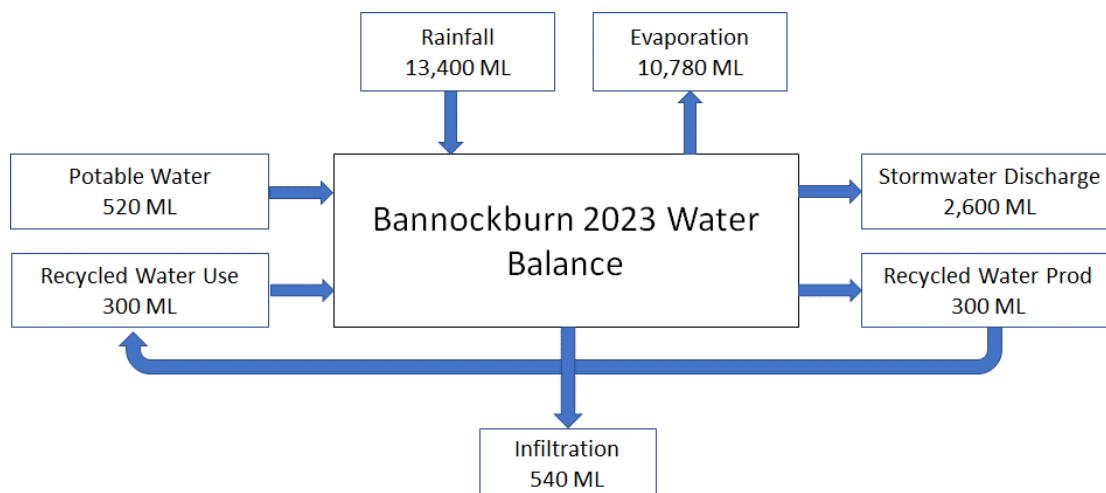 Rainfall
13,400 ML
Evaporation
10,780 ML
Potable Water
520 ML
Bannockburn 2023 Water
Balance
Stormwater Discharge
2,600 ML
Recycled Water Use
300 ML
Recycled Water Prod
300 ML
Infiltration
540 ML